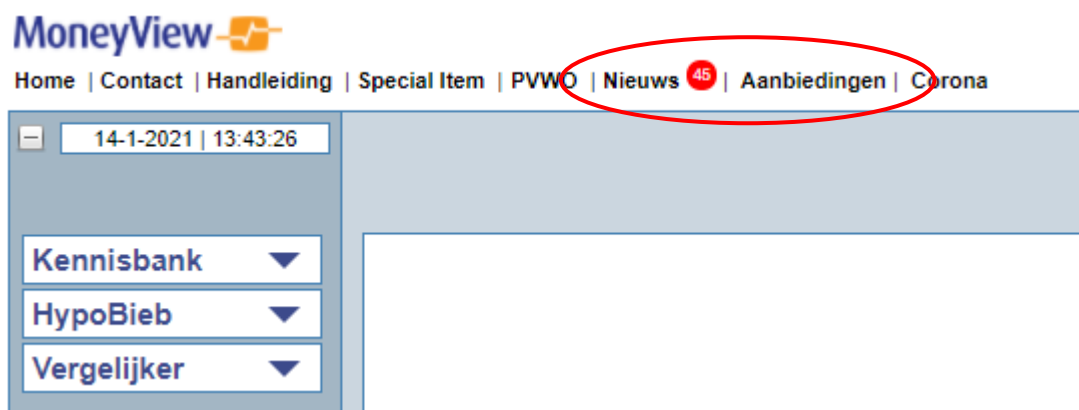 MoneyView
Home | Contact | Handleiding | Special Item | PVWO | Nieuws 45 | Aanbiedingen | Corona
14-1-2021 | 13:43:26
Kennisbank
HypoBieb
Vergelijker